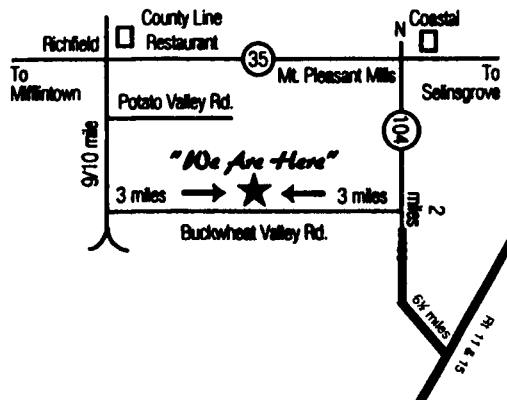 County Line
Restaurant
Richfield
N
Coastal
35
To
Mifflintown
Mt. Pleasant Mills
To
Selinsgrove
Potato Valley Rd.
104
9/10 mile
"We Are Here"
3 miles
3 miles
2
miles
Buckwheat Valley Rd.
6½ miles
Rt. 11 & 15